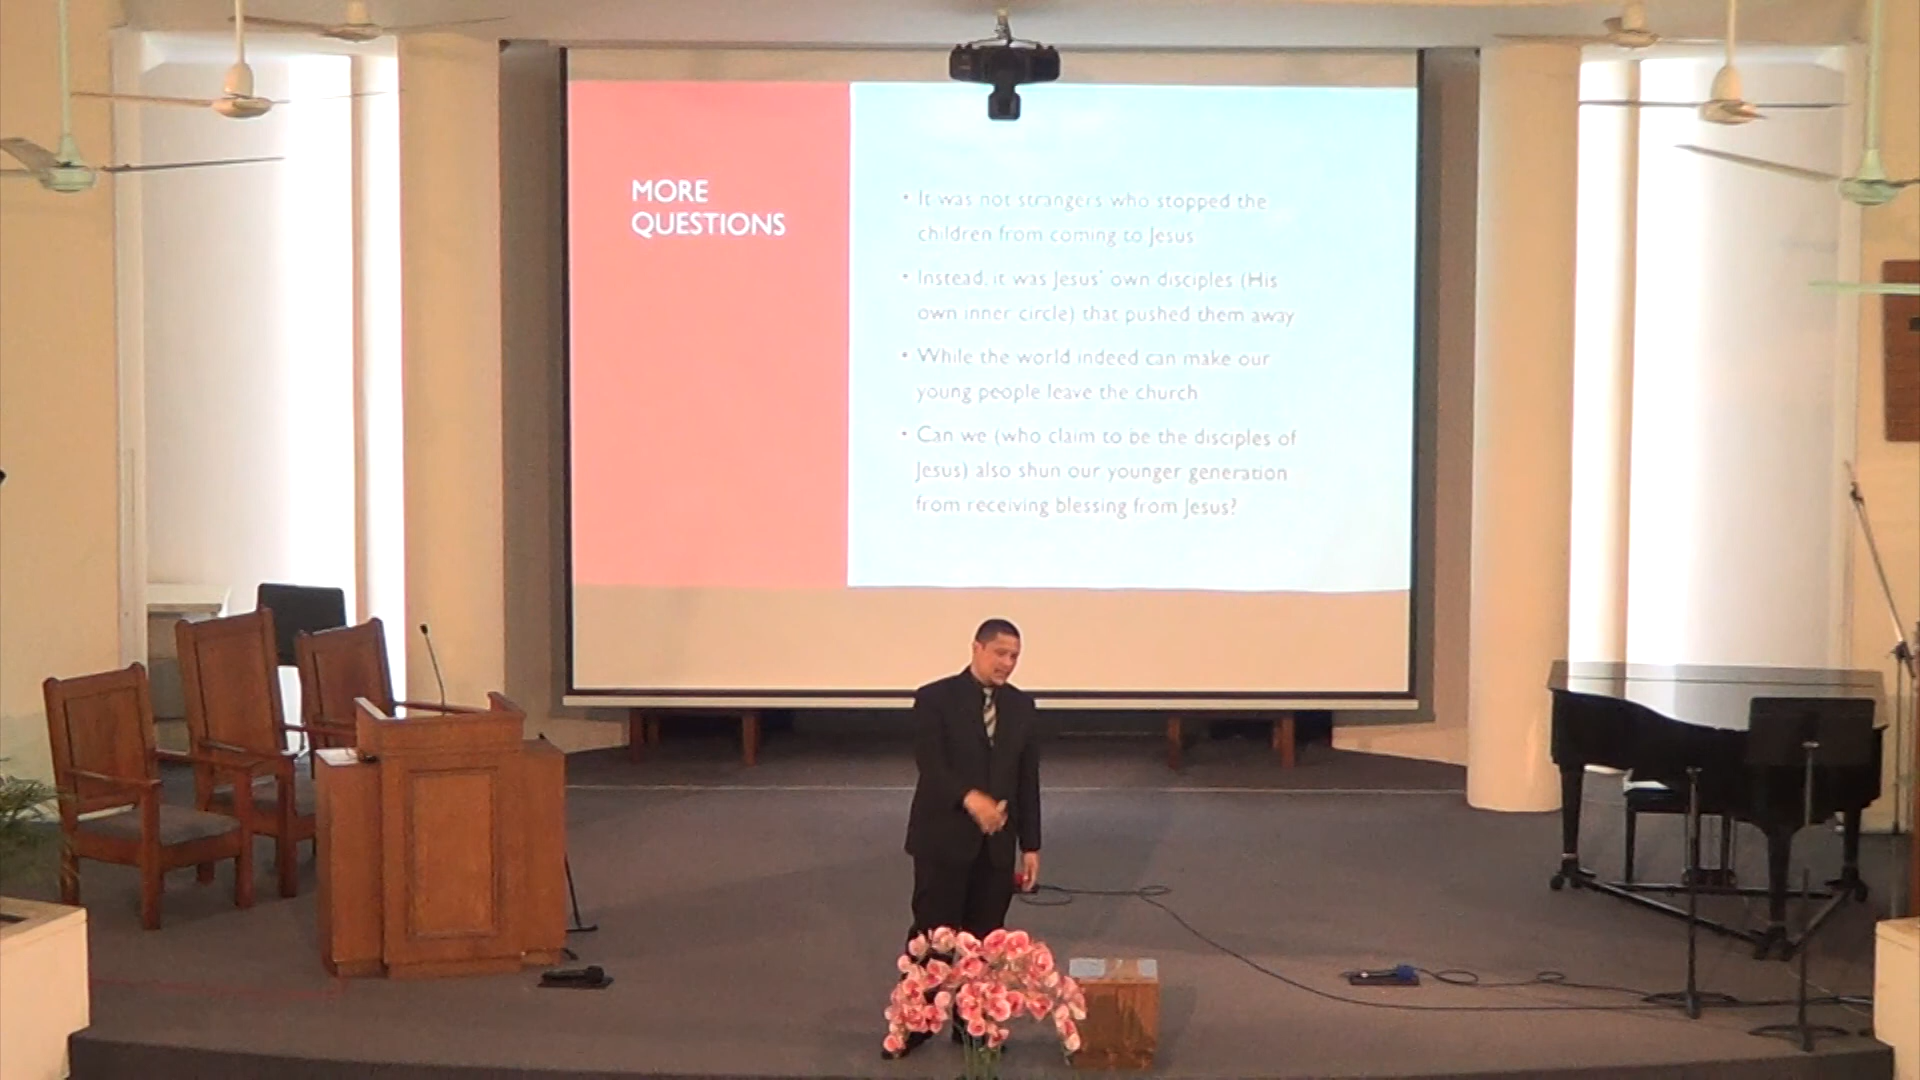 MORE
QUESTIONS
• It was not strangers who stopped the
children from coming to Jesus
• Instead, it was Jesus' own disciples (His
own inner circle) that pushed them away
• While the world indeed can make our
young people leave the church
• Can we (who claim to be the disciples of
Jesus) also shun our younger generation
from receiving blessing from Jesus?